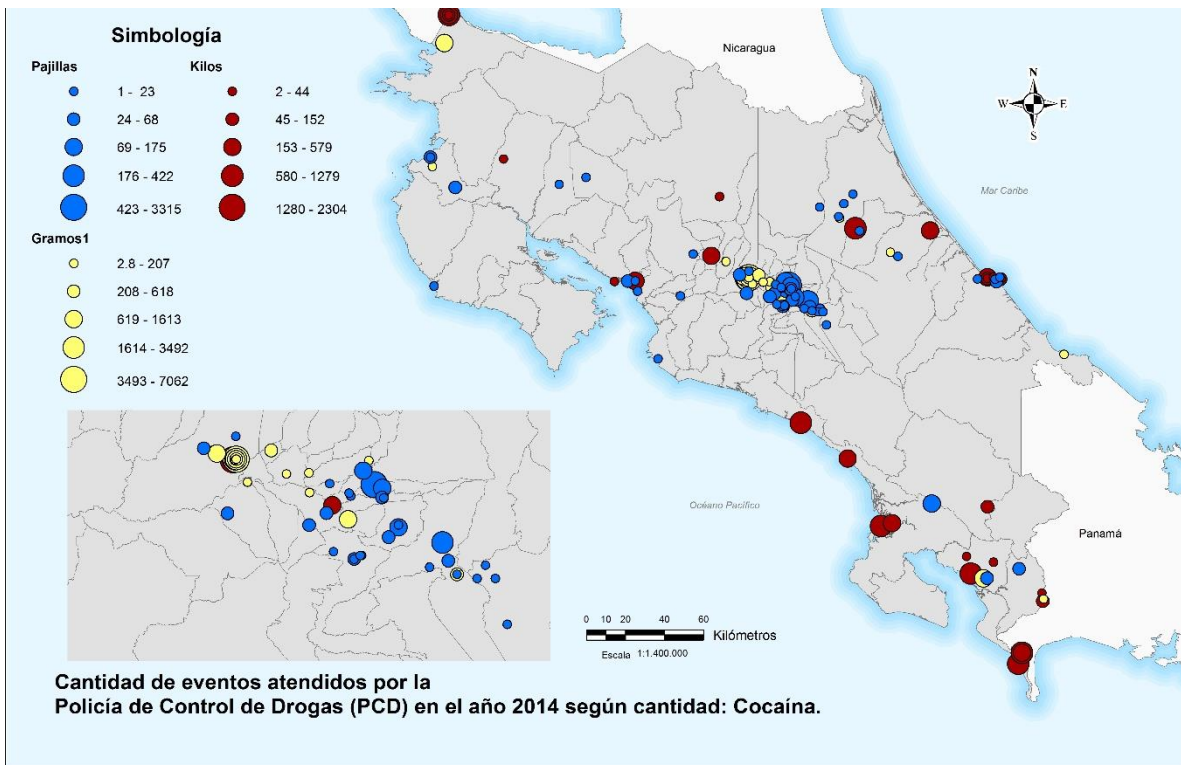 Simbología
Pajillas
1 - 23
24 - 68
69 - 175
176 - 422
423 - 3315
Kilos
2 - 44
45 - 152
153 - 579
580 - 1279
1280 - 2304
Gramos1
2.8 - 207
208 - 618
619 - 1613
1614 - 3492
3493 - 7062
Nicaragua
N
W E
S
Mar Caribe
Océano Pacífico
Panamá
0 10 20 40 60
Kilómetros
Escala 1:1.400.000
Cantidad de eventos atendidos por la
Policía de Control de Drogas (PCD) en el año 2014 según cantidad: Cocaína.